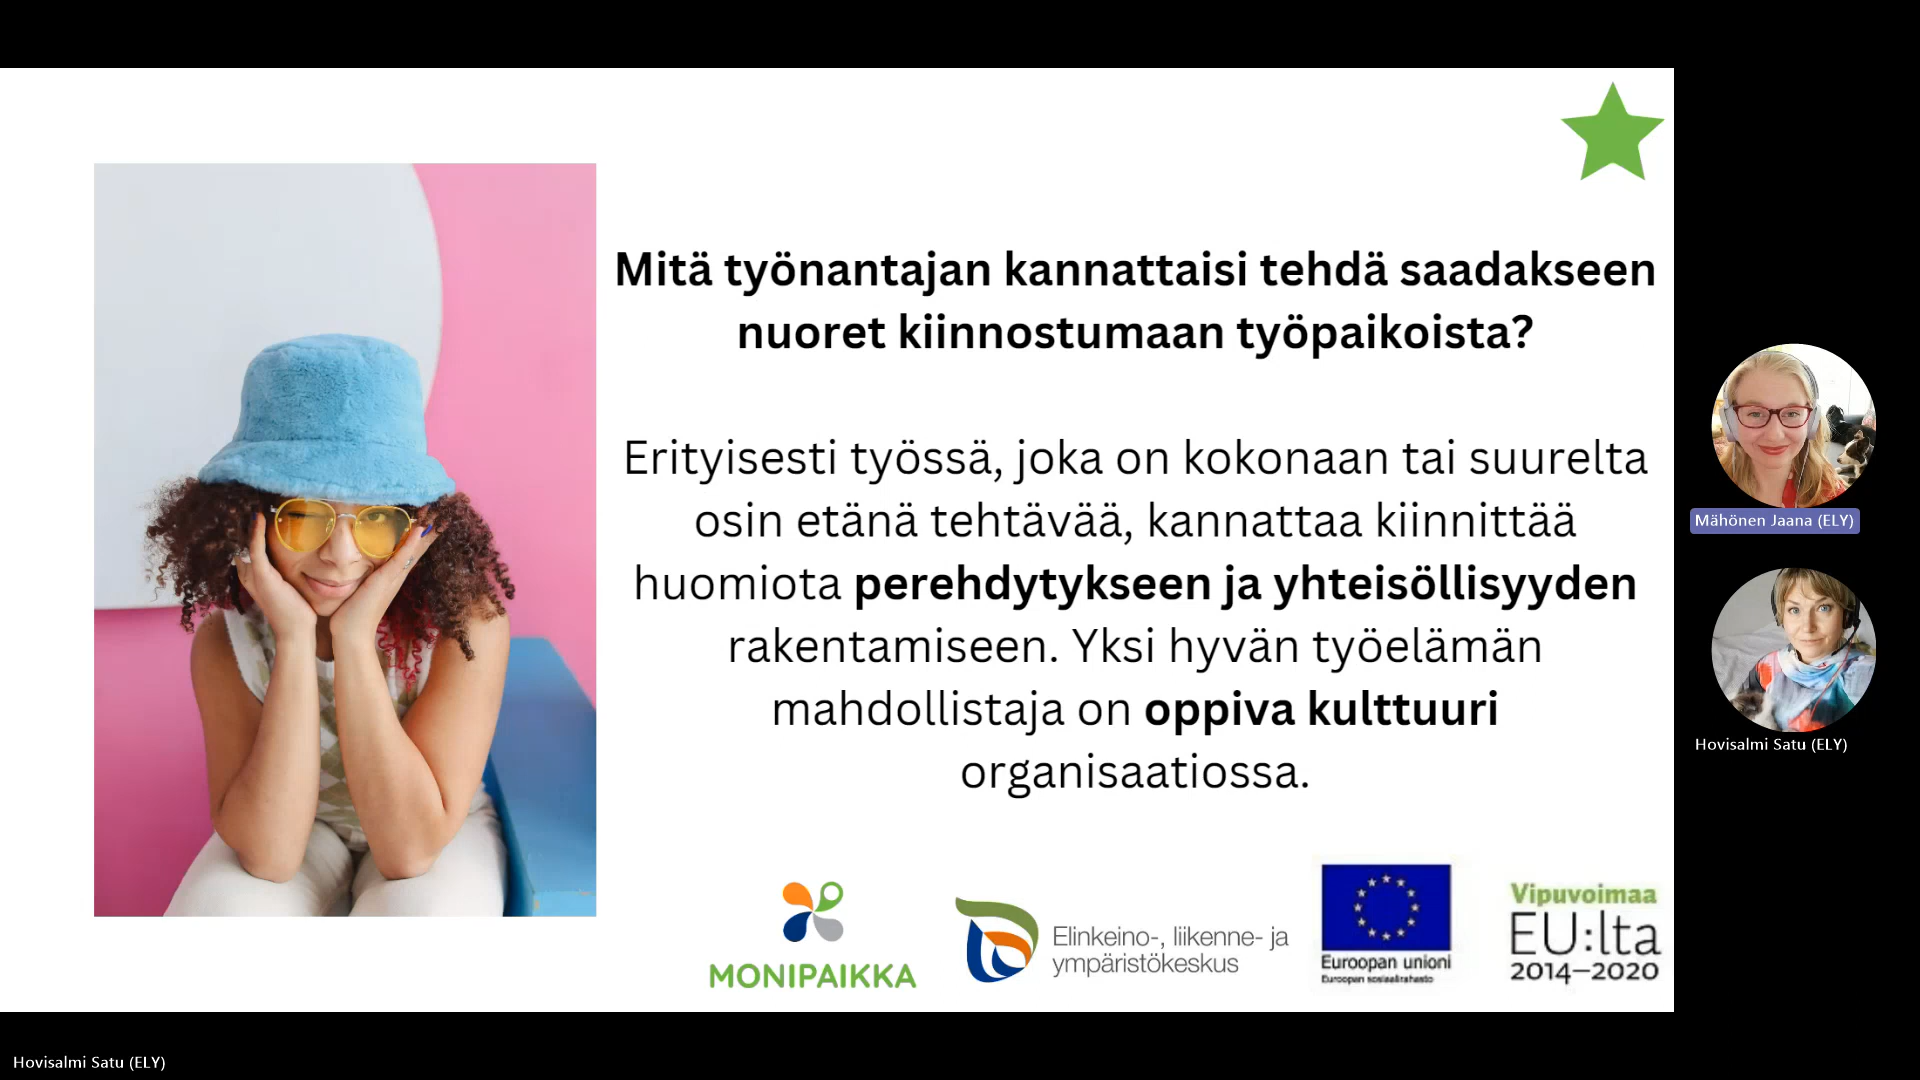 Mitä työnantajan kannattaisi tehdä saadakseen
nuoret kiinnostumaan työpaikoista?
Erityisesti työssä, joka on kokonaan tai suurelta
osin etänä tehtävää, kannattaa kiinnittää
huomiota perehdytykseen ja yhteisöllisyyden
rakentamiseen. Yksi hyvän työelämän
mahdollistaja on oppiva kulttuuri
organisaatiossa.
MONIPAIKKA
Elinkeino-, liikenne- ja
ympäristökeskus
Euroopan unioni
Euroopan sosiaalirahasto
Vipuvoimaa
EU:lta
2014–2020
Mähönen Jaana (ELY)
Hovisalmi Satu (ELY)
Hovisalmi Satu (ELY)